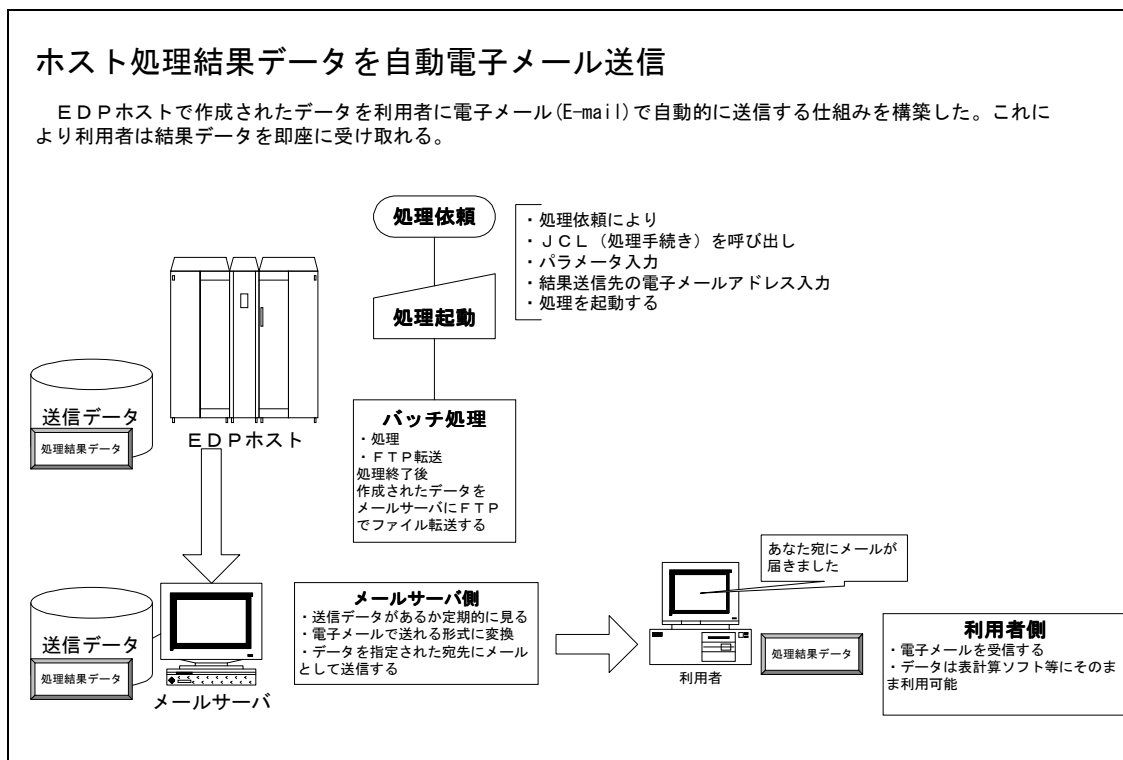 ホスト処理結果データを自動電子メール送信
ＥＤＰホストで作成されたデータを利用者に電子メール(E-mail)で自動的に送信する仕組みを構築した。これに
より利用者は結果データを即座に受け取れる。
処理依頼
・処理依頼により
・ＪＣＬ（処理手続き）を呼び出し
・パラメータ入力
・結果送信先の電子メールアドレス入力
・処理を起動する
処理起動
送信データ
処理結果データ
ＥＤＰホスト
バッチ処理
・処理
・ＦＴＰ転送
処理終了後
作成されたデータを
メールサーバにＦＴＰ
でファイル転送する
あなた宛にメールが
届きました
送信データ
処理結果データ
メールサーバ
メールサーバ側
・送信データがあるか定期的に見る
・電子メールで送れる形式に変換
・データを指定された宛先にメール
として送信する
利用者
処理結果データ
利用者側
・電子メールを受信する
・データは表計算ソフト等にそのま
ま利用可能